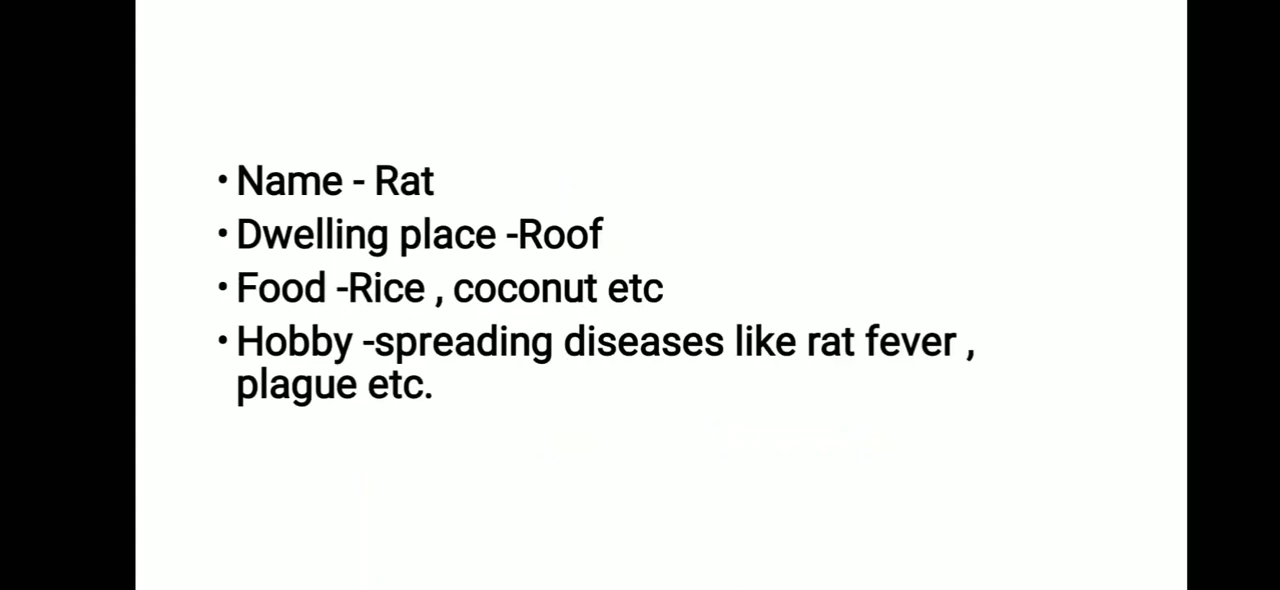 • Name - Rat
• Dwelling place -Roof
• Food -Rice , coconut etc
• Hobby -spreading diseases like rat fever ,
plague etc.